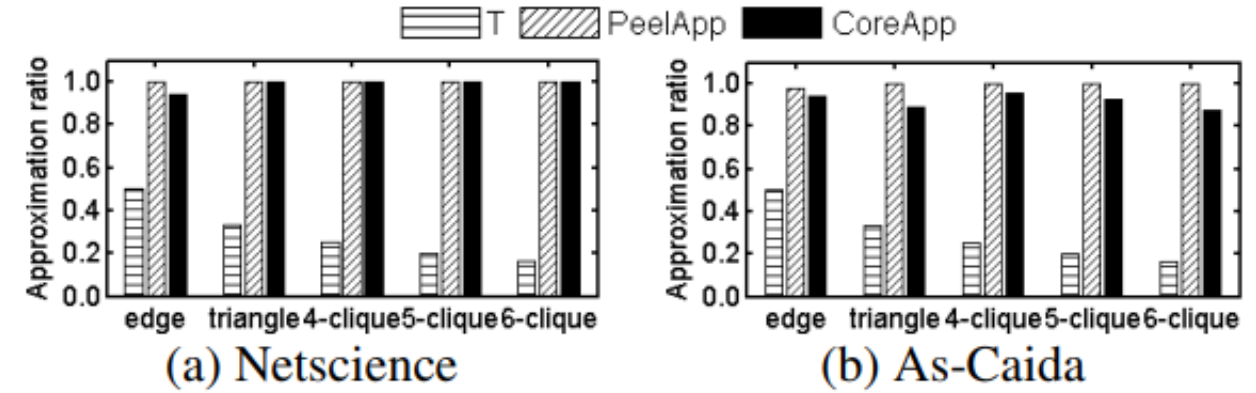 T PeelApp CoreApp
Approximation ratio
1.0
0.8
0.6
0.4
0.2
0.0
edge triangle 4-clique 5-clique 6-clique
(a) Netscience
Approximation ratio
1.0
0.8
0.6
0.4
0.2
0.0
edge triangle 4-clique 5-clique 6-clique
(b) As-Caida